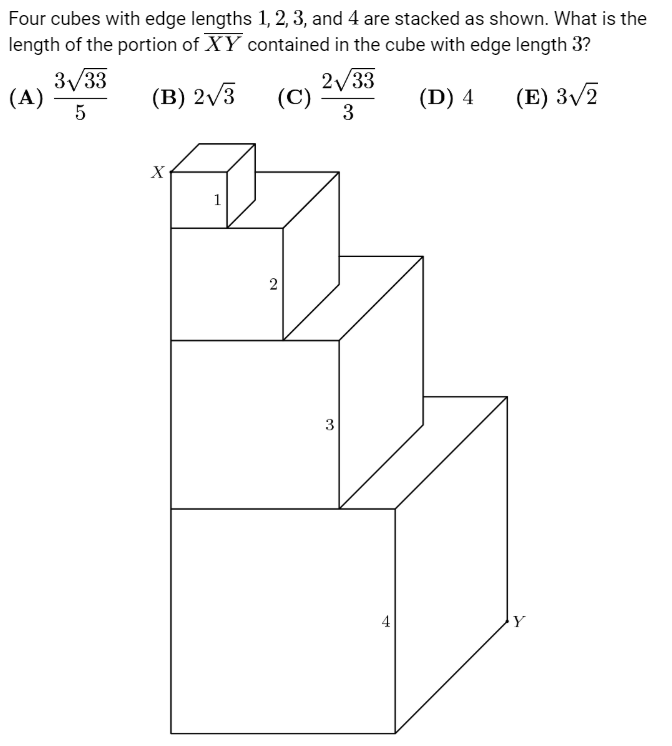 Four cubes with edge lengths 1, 2, 3, and 4 are stacked as shown. What is the
length of the portion of $\overline{XY}$ contained in the cube with edge length 3?
(A) $\frac{3\sqrt{33}}{5}$ (B) $2\sqrt{3}$ (C) $\frac{2\sqrt{33}}{3}$ (D) 4 (E) $3\sqrt{2}$
X
1
2
3
4
Y